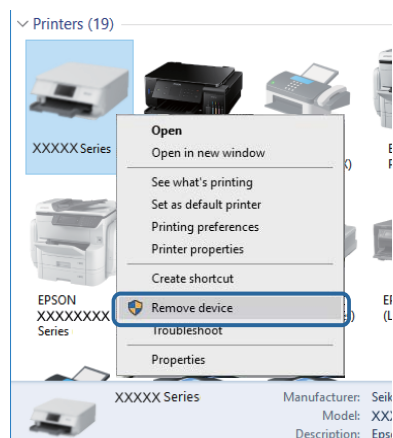 Printers (19)
XXXXX Series
Open
Open in new window
See what's printing
Set as default printer
Printing preferences
Printer properties
Create shortcut
Remove device
Troubleshoot
Properties
EPSON
XXXXXXXX
Series
XXXXX Series
Manufacturer:
Model:
Description: